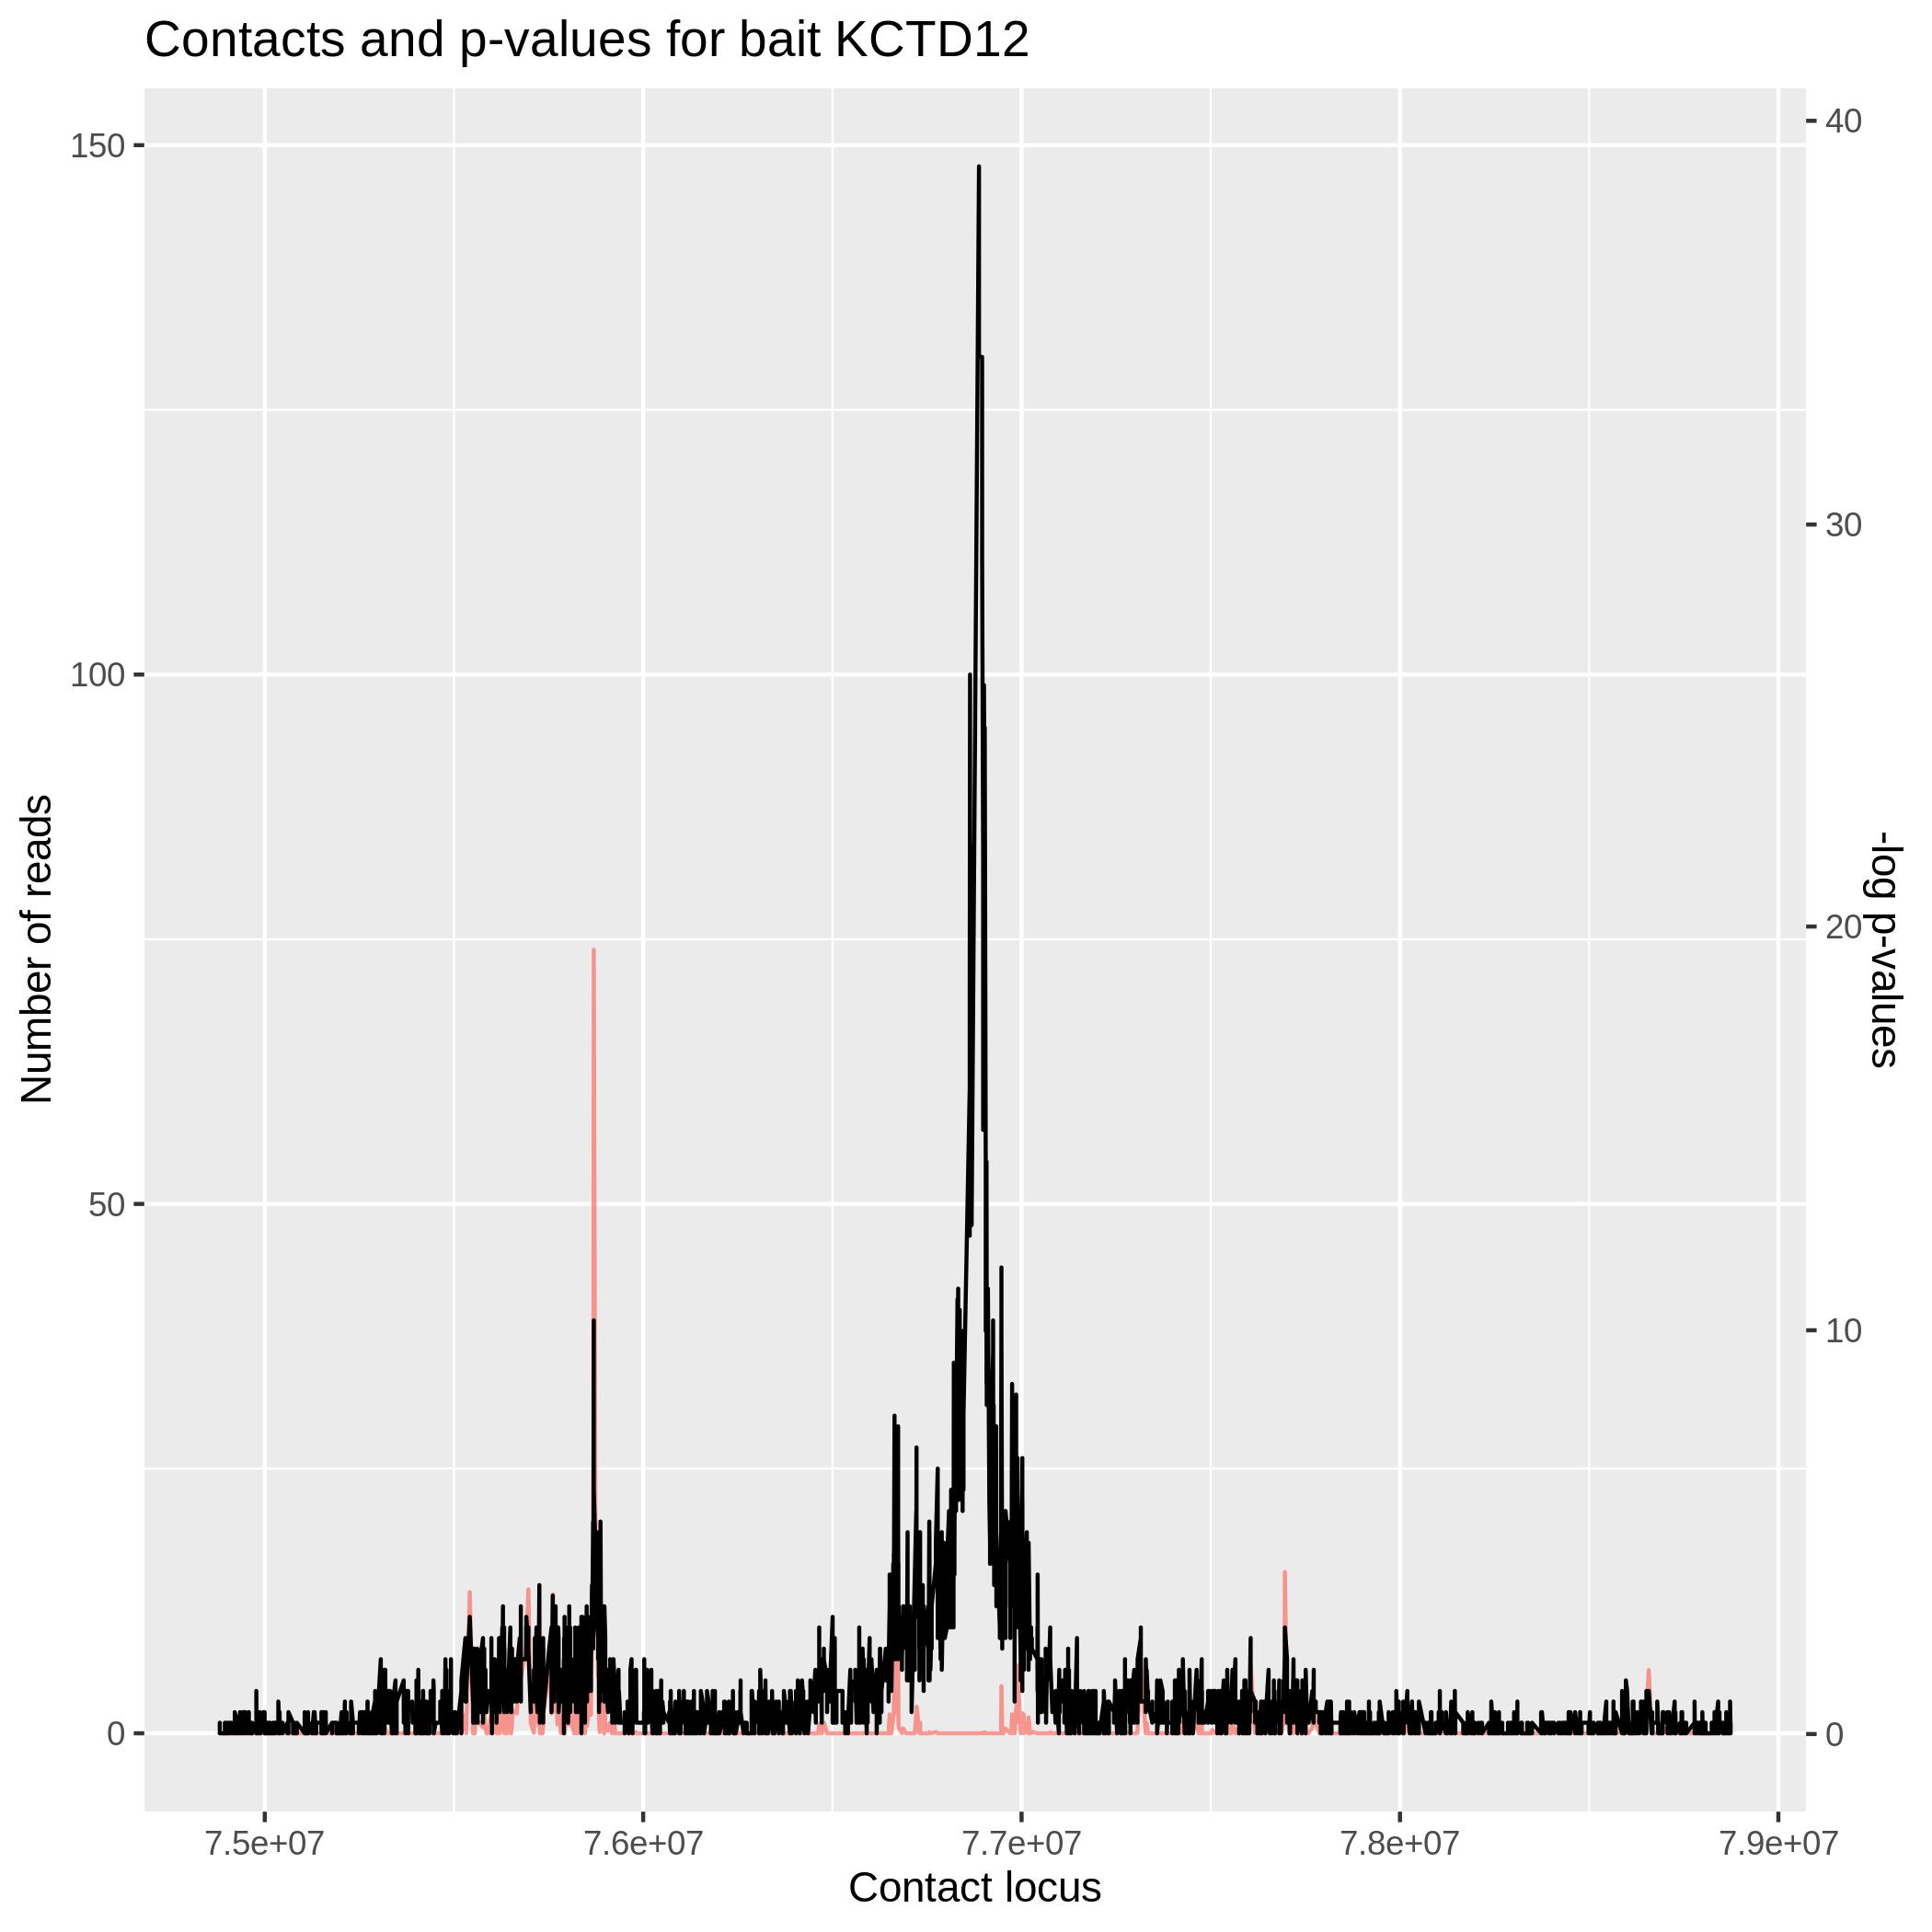 Contacts and p-values for bait KCTD12
150
100
50
0
40
30
20
10
0
Number of reads
-log p-values
7.5e+07
7.6e+07
7.7e+07
7.8e+07
7.9e+07
Contact locus